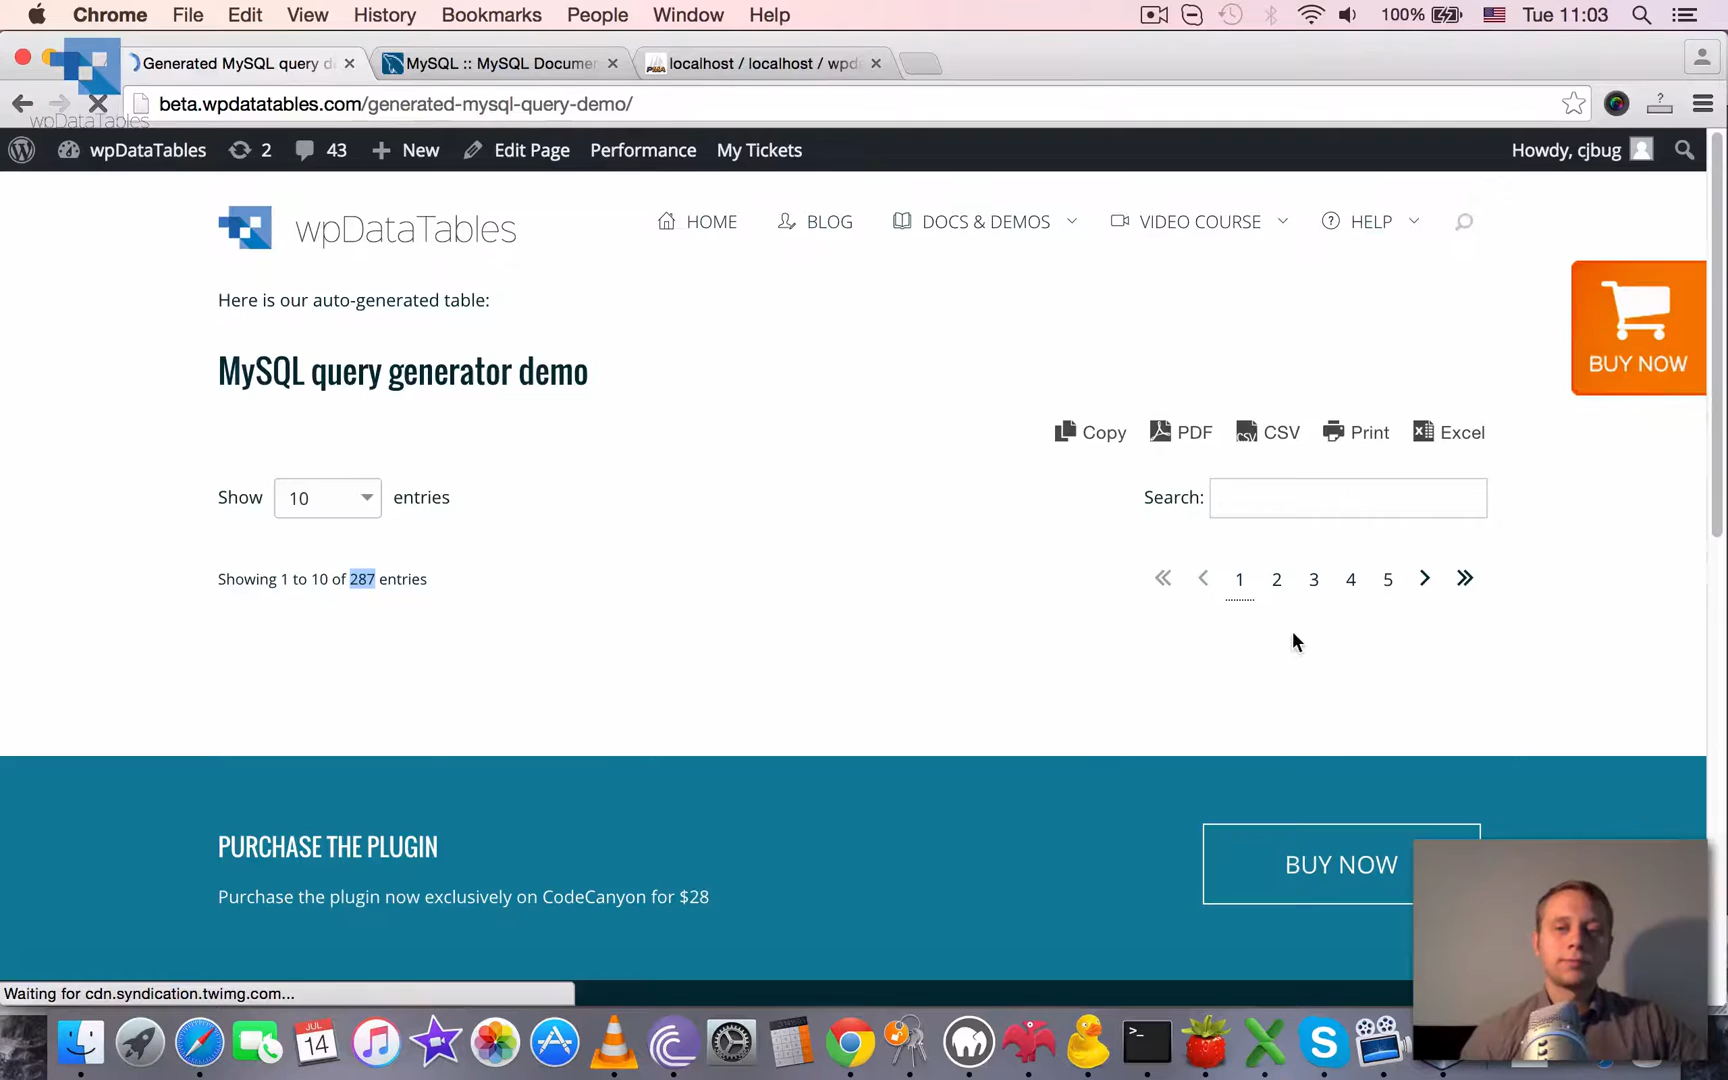 Chrome File Edit View History Bookmarks People Window Help 100% Tue 11:03
Generated MySQL query d MySQL :: MySQL Documen localhost / localhost / wpd
beta.wpdatatables.com/generated-mysql-query-demo/
wpDataTables
wpDataTables 2 43 New Edit Page Performance My Tickets Howdy, cjbug
wpDataTables HOME BLOG DOCS & DEMOS VIDEO COURSE HELP
Here is our auto-generated table:
MySQL query generator demo
BUY NOW
Copy PDF CSV Print Excel
Show 10 entries Search:
Showing 1 to 10 of 287 entries 1 2 3 4 5
PURCHASE THE PLUGIN
BUY NOW
Purchase the plugin now exclusively on CodeCanyon for $28
Waiting for cdn.syndication.twimg.com...
JUL
14